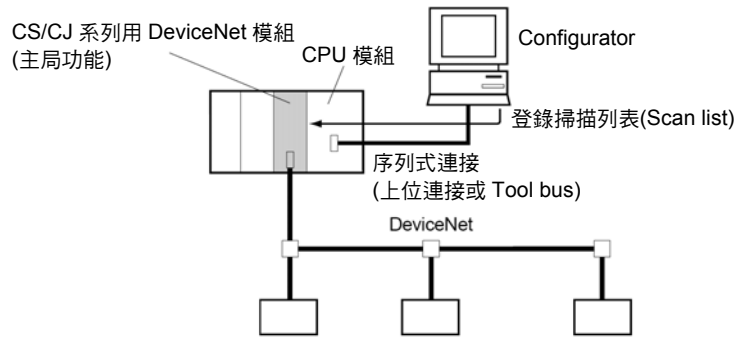 CS/CJ 系列用 DeviceNet 模組
(主局功能)
CPU 模組
Configurator
登錄掃描列表(Scan list)
序列式連接
(上位連接或 Tool bus)
DeviceNet